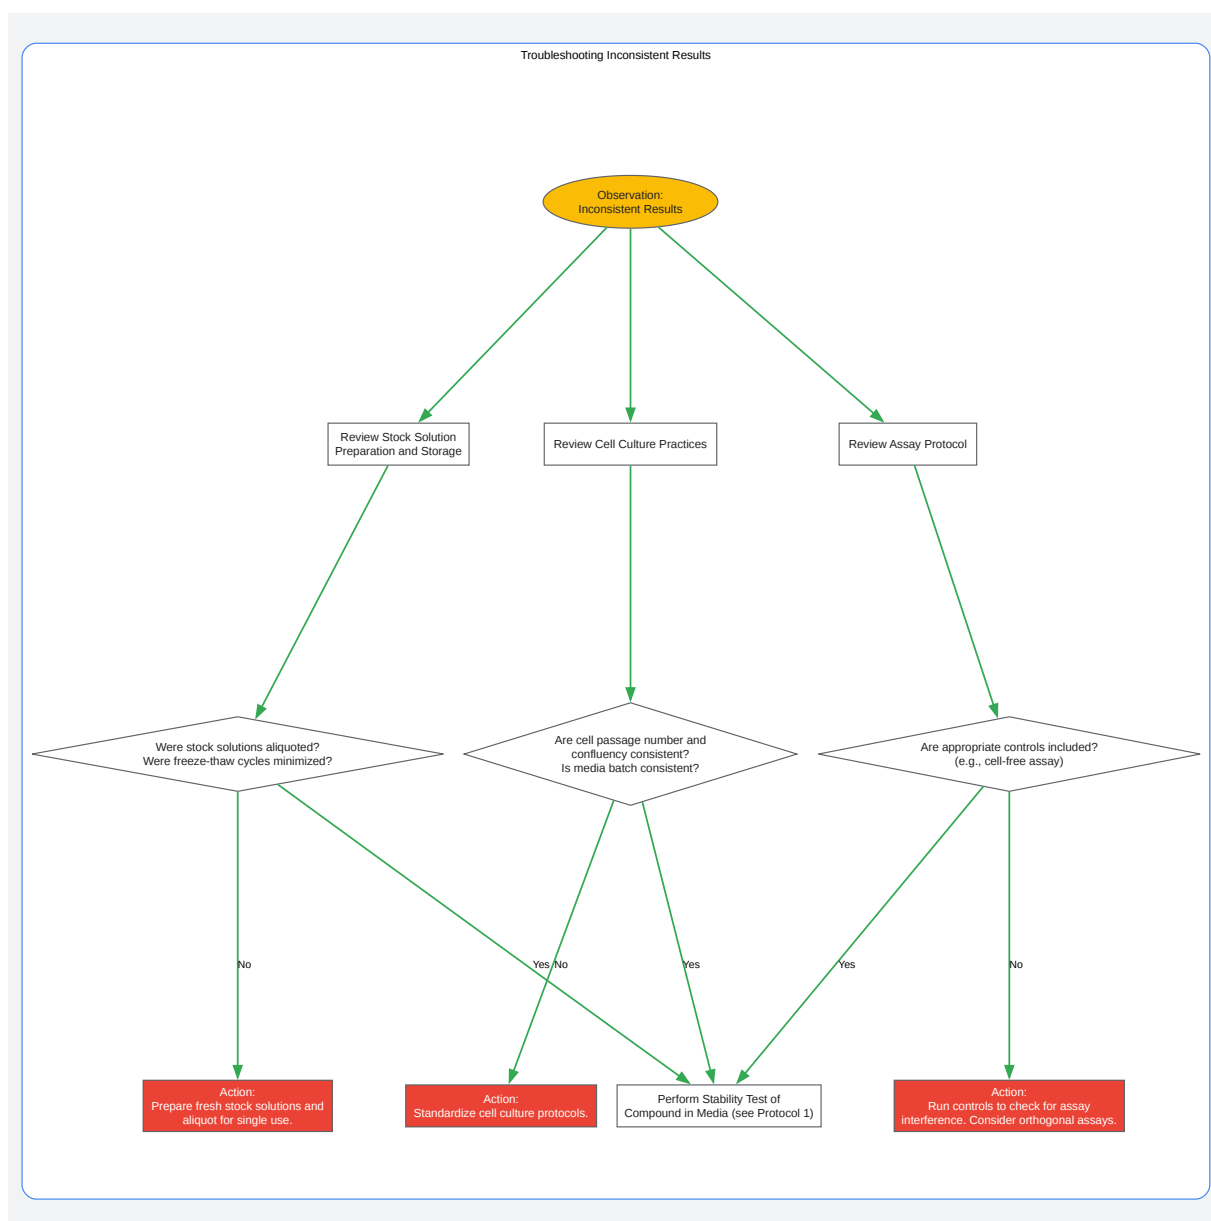 Troubleshooting Inconsistent Results
Observation:
Inconsistent Results
Review Stock Solution
Preparation and Storage
Review Cell Culture Practices
Review Assay Protocol
Were stock solutions aliquoted?
Were freeze-thaw cycles minimized?
Are cell passage number and
confluency consistent?
Is media batch consistent?
Are appropriate controls included?
(e.g., cell-free assay)
No
Yes
No
Yes
Yes
No
Action:
Prepare fresh stock solutions and
aliquot for single use.
Action:
Standardize cell culture protocols.
Perform Stability Test of
Compound in Media (see Protocol 1)
Action:
Run controls to check for assay
interference. Consider orthogonal assays.